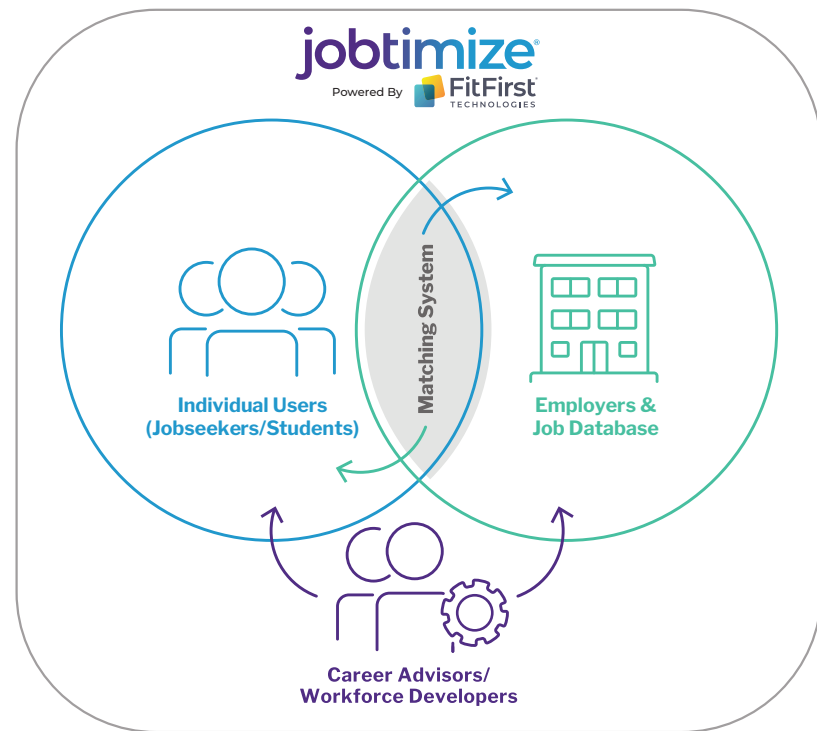 jobtimize®
Powered By FitFirst®
TECHNOLOGIES
Matching System
Individual Users
(Jobseekers/Students)
Employers &
Job Database
Career Advisors/
Workforce Developers